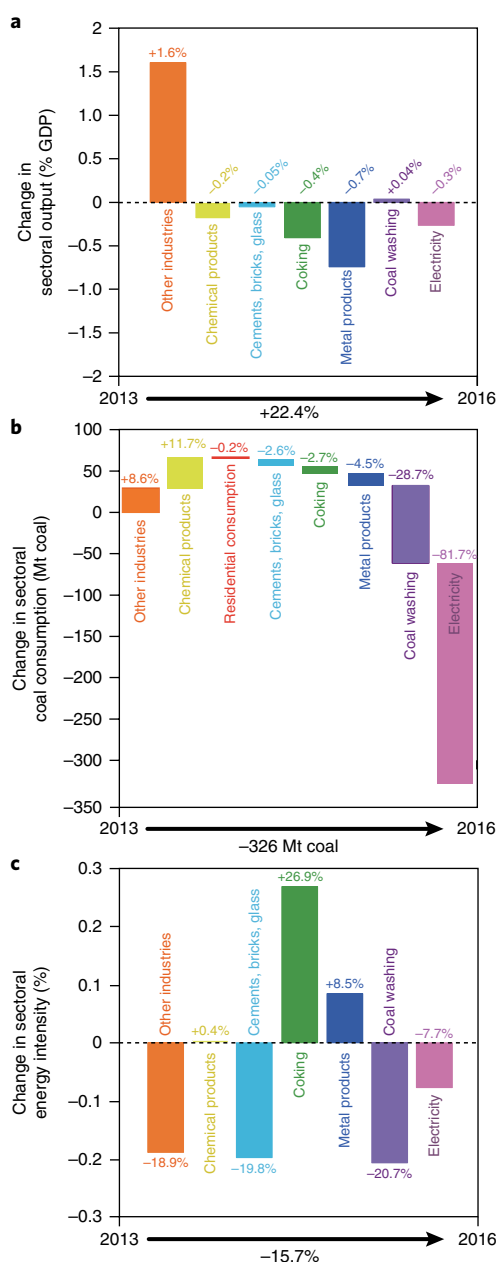 a
Change in
sectoral output (% GDP)
2
1.5
1.0
0.5
0
−0.5
−1.0
−1.5
−2
+1.6%
−0.2%
−0.05%
−0.4%
−0.7%
+0.04%
−0.3%
Other industries
Chemical products
Cements, bricks, glass
Coking
Metal products
Coal washing
Electricity
2013
2016
+22.4%
b
Change in sectoral
coal consumption (Mt coal)
100
50
0
−50
−100
−150
−200
−250
−300
−350
+8.6%
+11.7%
−0.2%
−2.6%
−2.7%
−4.5%
−28.7%
−81.7%
Other industries
Chemical products
Residential consumption
Cements, bricks, glass
Coking
Metal products
Coal washing
Electricity
2013
2016
−326 Mt coal
c
Change in sectoral
energy intensity (%)
0.3
0.2
0.1
0
−0.1
−0.2
−0.3
Other industries
−18.9%
+0.4%
Chemical products
Cements, bricks, glass
−19.8%
+26.9%
Coking
+8.5%
Metal products
Coal washing
−20.7%
−7.7%
Electricity
2013
2016
−15.7%